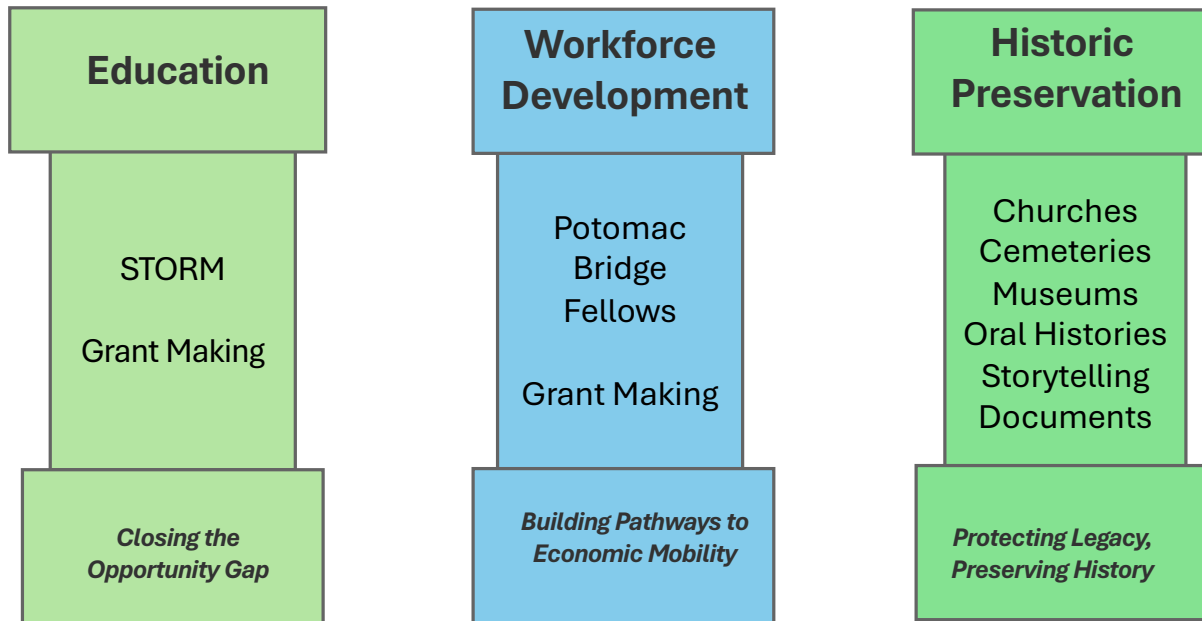 Education
STORM
Grant Making
Closing the
Opportunity Gap
Workforce
Development
Potomac
Bridge
Fellows
Grant Making
Building Pathways to
Economic Mobility
Historic
Preservation
Churches
Cemeteries
Museums
Oral Histories
Storytelling
Documents
Protecting Legacy,
Preserving History